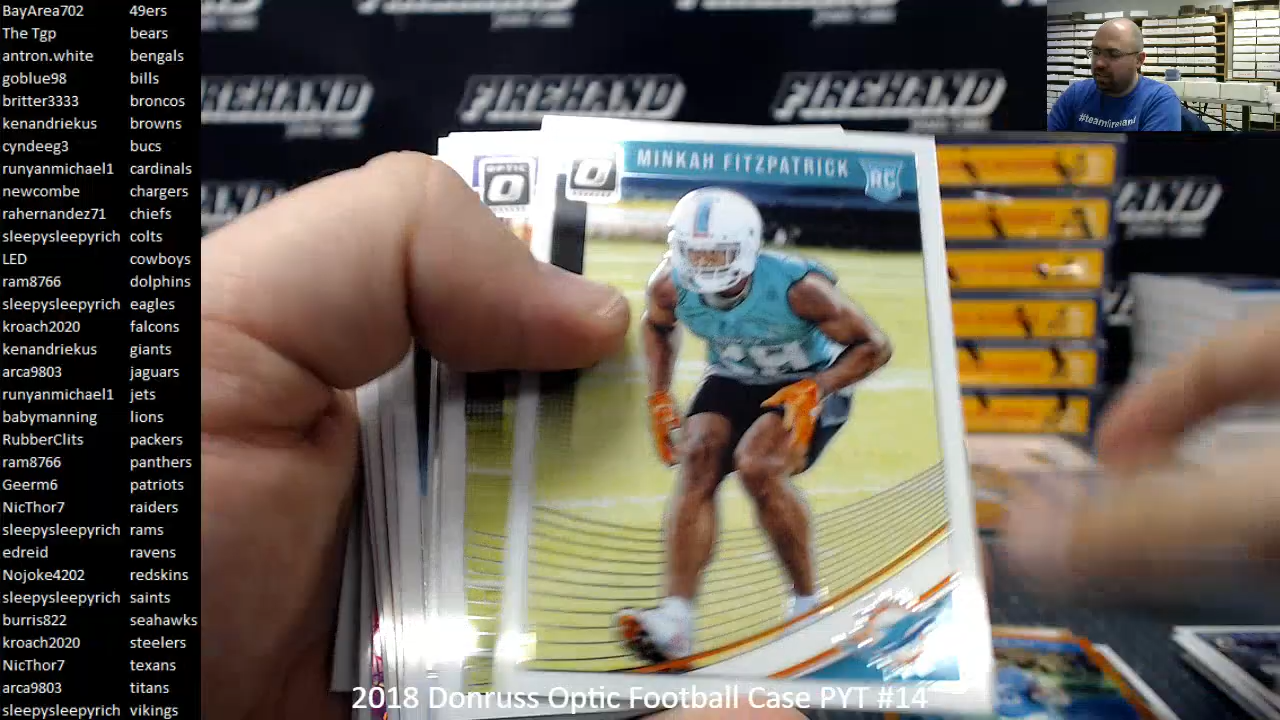 BayArea702 49ers
The Tgp bears
antron.white bengals
goblue98 bills
britter3333 broncos
kenandriekus browns
cyndeeg3 bucs
runyanmichael1 cardinals
newcombe chargers
rahernandez71 chiefs
sleepysleepyrich colts
LED cowboys
ram8766 dolphins
sleepysleepyrich eagles
kroach2020 falcons
kenandriekus giants
arca9803 jaguars
runyanmichael1 jets
babymanning lions
RubberClits packers
ram8766 panthers
Geerm6 patriots
NicThor7 raiders
sleepysleepyrich rams
edreid ravens
Nojoke4202 redskins
sleepysleepyrich saints
burris822 seahawks
kroach2020 steelers
NicThor7 texans
arca9803 titans
sleepysleepyrich vikings
FIREHAND
FIREHAND
FIREHAND
#teamfirehand
OPTIC
MINKAH FITZPATRICK
RC
2018 Donruss Optic Football Case PYT #14